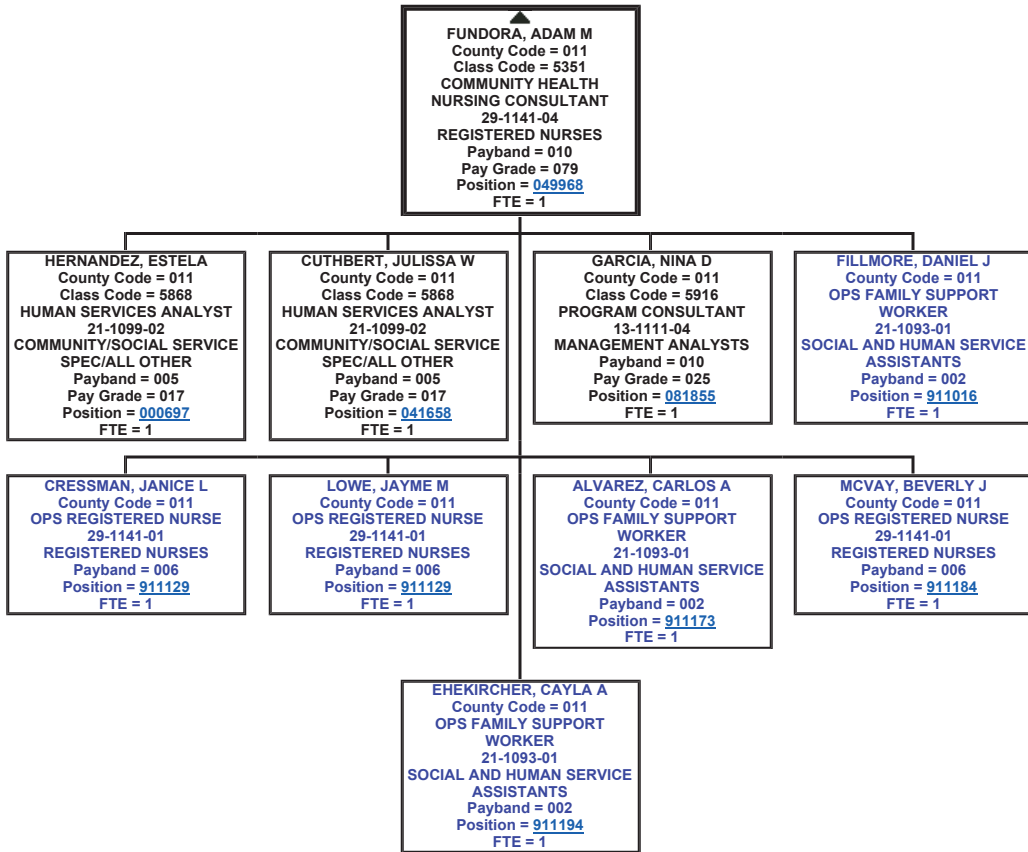 FUNDORA, ADAM M
County Code = 011
Class Code = 5351
COMMUNITY HEALTH
NURSING CONSULTANT
29-1141-04
REGISTERED NURSES
Payband = 010
Pay Grade = 079
Position = 049968
FTE = 1
HERNANDEZ, ESTELA
County Code = 011
Class Code = 5868
HUMAN SERVICES ANALYST
21-1099-02
COMMUNITY/SOCIAL SERVICE
SPEC/ALL OTHER
Payband = 005
Pay Grade = 017
Position = 000697
FTE = 1
CUTHBERT, JULISSA W
County Code = 011
Class Code = 5868
HUMAN SERVICES ANALYST
21-1099-02
COMMUNITY/SOCIAL SERVICE
SPEC/ALL OTHER
Payband = 005
Pay Grade = 017
Position = 041658
FTE = 1
GARCIA, NINA D
County Code = 011
Class Code = 5916
PROGRAM CONSULTANT
13-1111-04
MANAGEMENT ANALYSTS
Payband = 010
Pay Grade = 025
Position = 081855
FTE = 1
FILLMORE, DANIEL J
County Code = 011
OPS FAMILY SUPPORT
WORKER
21-1093-01
SOCIAL AND HUMAN SERVICE
ASSISTANTS
Payband = 002
Position = 911016
FTE = 1
CRESSMAN, JANICE L
County Code = 011
OPS REGISTERED NURSE
29-1141-01
REGISTERED NURSES
Payband = 006
Position = 911129
FTE = 1
LOWE, JAYME M
County Code = 011
OPS REGISTERED NURSE
29-1141-01
REGISTERED NURSES
Payband = 006
Position = 911129
FTE = 1
ALVAREZ, CARLOS A
County Code = 011
OPS FAMILY SUPPORT
WORKER
21-1093-01
SOCIAL AND HUMAN SERVICE
ASSISTANTS
Payband = 002
Position = 911173
FTE = 1
MCVAY, BEVERLY J
County Code = 011
OPS REGISTERED NURSE
29-1141-01
REGISTERED NURSES
Payband = 006
Position = 911184
FTE = 1
EHEKIRCHER, CAYLA A
County Code = 011
OPS FAMILY SUPPORT
WORKER
21-1093-01
SOCIAL AND HUMAN SERVICE
ASSISTANTS
Payband = 002
Position = 911194
FTE = 1